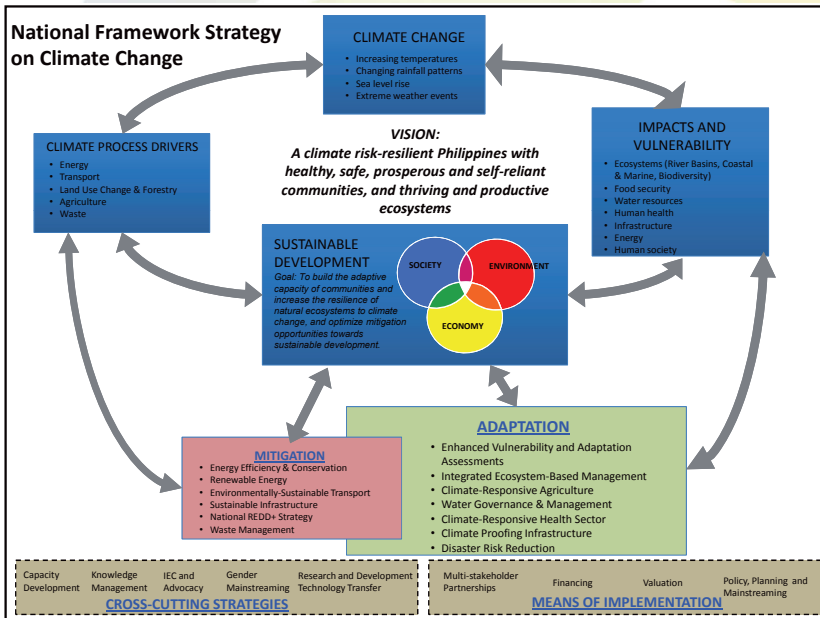 National Framework Strategy
on Climate Change
CLIMATE CHANGE
• Increasing temperatures
• Changing rainfall patterns
• Sea level rise
• Extreme weather events
CLIMATE PROCESS DRIVERS
• Energy
• Transport
• Land Use Change & Forestry
• Agriculture
• Waste
VISION:
A climate risk-resilient Philippines with
healthy, safe, prosperous and self-reliant
communities, and thriving and productive
ecosystems
IMPACTS AND
VULNERABILITY
• Ecosystems (River Basins, Coastal
& Marine, Biodiversity)
• Food security
• Water resources
• Human health
• Infrastructure
• Energy
• Human society
SUSTAINABLE
DEVELOPMENT
Goal: To build the adaptive
capacity of communities and
increase the resilience of
natural ecosystems to climate
change, and optimize mitigation
opportunities towards
sustainable development.
SOCIETY
ENVIRONMENT
ECONOMY
MITIGATION
• Energy Efficiency & Conservation
• Renewable Energy
• Environmentally-Sustainable Transport
• Sustainable Infrastructure
• National REDD+ Strategy
• Waste Management
ADAPTATION
• Enhanced Vulnerability and Adaptation
Assessments
• Integrated Ecosystem-Based Management
• Climate-Responsive Agriculture
• Water Governance & Management
• Climate-Responsive Health Sector
• Climate Proofing Infrastructure
• Disaster Risk Reduction
Capacity
Development
Knowledge
Management
IEC and
Advocacy
Gender
Mainstreaming
Research and Development
Technology Transfer
CROSS-CUTTING STRATEGIES
Multi-stakeholder
Partnerships
Financing
Valuation
Policy, Planning and
Mainstreaming
MEANS OF IMPLEMENTATION